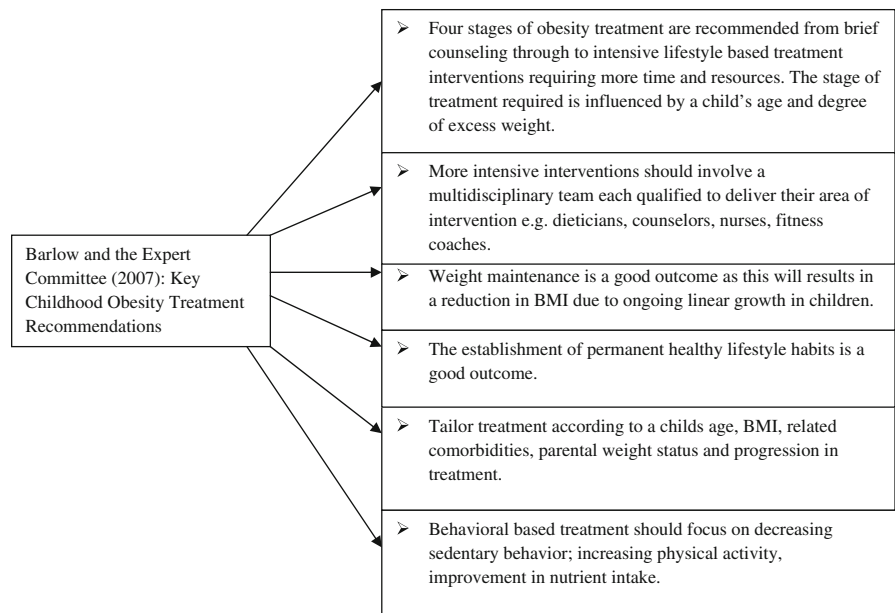 Barlow and the Expert
Committee (2007): Key
Childhood Obesity Treatment
Recommendations
➢ Four stages of obesity treatment are recommended from brief
counseling through to intensive lifestyle based treatment
interventions requiring more time and resources. The stage of
treatment required is influenced by a child’s age and degree
of excess weight.
➢ More intensive interventions should involve a
multidisciplinary team each qualified to deliver their area of
intervention e.g. dieticians, counselors, nurses, fitness
coaches.
➢ Weight maintenance is a good outcome as this will results in
a reduction in BMI due to ongoing linear growth in children.
➢ The establishment of permanent healthy lifestyle habits is a
good outcome.
➢ Tailor treatment according to a childs age, BMI, related
comorbidities, parental weight status and progression in
treatment.
➢ Behavioral based treatment should focus on decreasing
sedentary behavior; increasing physical activity,
improvement in nutrient intake.